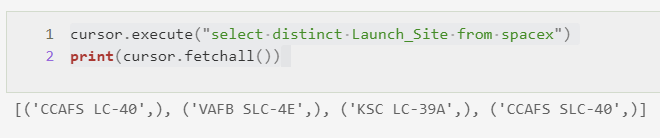 1 cursor.execute("select distinct Launch_Site from spacex")
2 print(cursor.fetchall())
[('CCAFS LC-40',), ('VAFB SLC-4E',), ('KSC LC-39A',), ('CCAFS SLC-40',)]